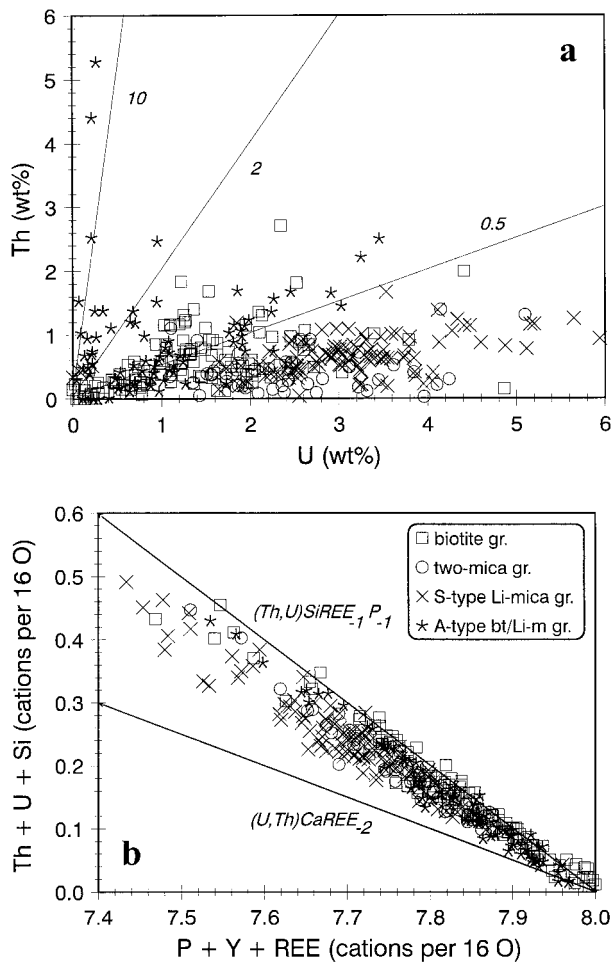 6
5
4
3
2
1
0
Th (wt%)
a
10
2
0.5
0 1 2 3 4 5 6
U (wt%)
0.6
0.5
0.4
0.3
0.2
0.1
0.0
Th + U + Si (cations per 16 O)
biotite gr.
two-mica gr.
S-type Li-mica gr.
A-type bt/Li-m gr.
(Th,U)SiREE₋₁P₋₁
(U,Th)CaREE₋₂
b
7.4 7.5 7.6 7.7 7.8 7.9 8.0
P + Y + REE (cations per 16 O)